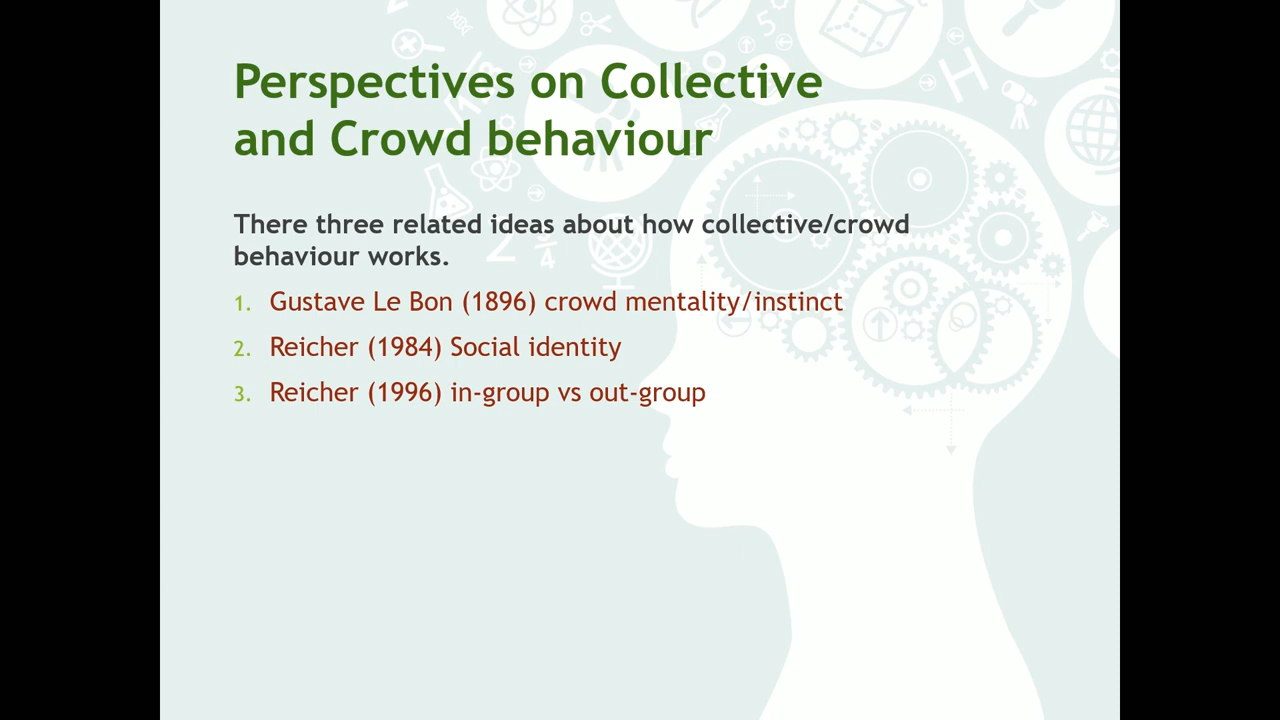 Perspectives on Collective
and Crowd behaviour
There three related ideas about how collective/crowd
behaviour works.
1. Gustave Le Bon (1896) crowd mentality/instinct
2. Reicher (1984) Social identity
3. Reicher (1996) in-group vs out-group